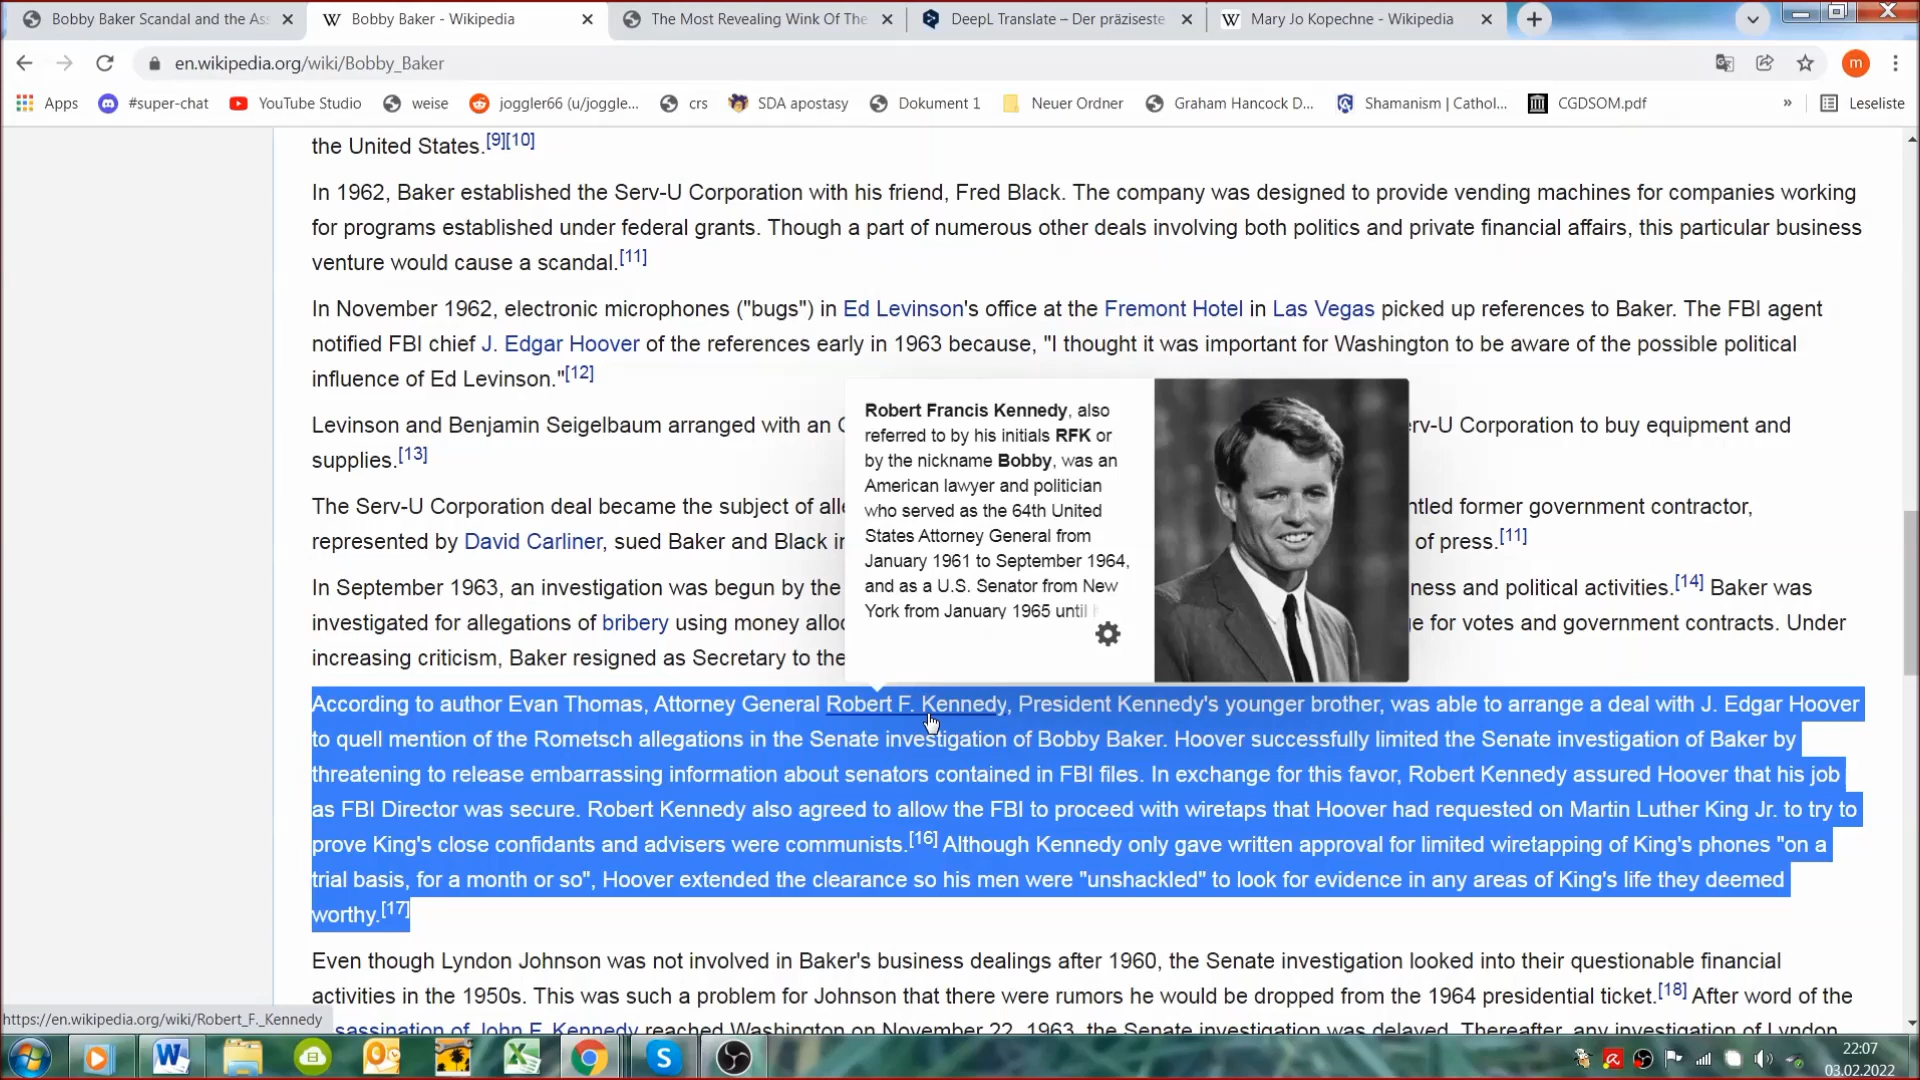 Bobby Baker Scandal and the Ass
Bobby Baker - Wikipedia
The Most Revealing Wink Of The
DeepL Translate – Der präziseste
Mary Jo Kopechne - Wikipedia
en.wikipedia.org/wiki/Bobby_Baker
m
Apps
#super-chat
YouTube Studio
weise
joggler66 (u/joggle...
crs
SDA apostasy
Dokument 1
Neuer Ordner
Graham Hancock D...
Shamanism | Cathol...
CGDSOM.pdf
»
Leseliste
the United States.[9][10]
In 1962, Baker established the Serv-U Corporation with his friend, Fred Black. The company was designed to provide vending machines for companies working
for programs established under federal grants. Though a part of numerous other deals involving both politics and private financial affairs, this particular business
venture would cause a scandal.[11]
In November 1962, electronic microphones ("bugs") in Ed Levinson's office at the Fremont Hotel in Las Vegas picked up references to Baker. The FBI agent
notified FBI chief J. Edgar Hoover of the references early in 1963 because, "I thought it was important for Washington to be aware of the possible political
influence of Ed Levinson."[12]
Levinson and Benjamin Seigelbaum arranged with an
rv-U Corporation to buy equipment and
supplies.[13]
The Serv-U Corporation deal became the subject of alle
ntled former government contractor,
represented by David Carliner, sued Baker and Black in
of press.[11]
In September 1963, an investigation was begun by the
ness and political activities.[14] Baker was
investigated for allegations of bribery using money alloc
e for votes and government contracts. Under
increasing criticism, Baker resigned as Secretary to the
Robert Francis Kennedy, also
referred to by his initials RFK or
by the nickname Bobby, was an
American lawyer and politician
who served as the 64th United
States Attorney General from
January 1961 to September 1964,
and as a U.S. Senator from New
York from January 1965 until
According to author Evan Thomas, Attorney General Robert F. Kennedy, President Kennedy's younger brother, was able to arrange a deal with J. Edgar Hoover
to quell mention of the Rometsch allegations in the Senate investigation of Bobby Baker. Hoover successfully limited the Senate investigation of Baker by
threatening to release embarrassing information about senators contained in FBI files. In exchange for this favor, Robert Kennedy assured Hoover that his job
as FBI Director was secure. Robert Kennedy also agreed to allow the FBI to proceed with wiretaps that Hoover had requested on Martin Luther King Jr. to try to
prove King's close confidants and advisers were communists.[16] Although Kennedy only gave written approval for limited wiretapping of King's phones "on a
trial basis, for a month or so", Hoover extended the clearance so his men were "unshackled" to look for evidence in any areas of King's life they deemed
worthy.[17]
Even though Lyndon Johnson was not involved in Baker's business dealings after 1960, the Senate investigation looked into their questionable financial
activities in the 1950s. This was such a problem for Johnson that there were rumors he would be dropped from the 1964 presidential ticket.[18] After word of the
https://en.wikipedia.org/wiki/Robert_F._Kennedy
sassination of John F. Kennedy reached Washington on November 22, 1963, the Senate investigation was delayed. Thereafter, any investigation of Lyndon
22:07
03.02.2022